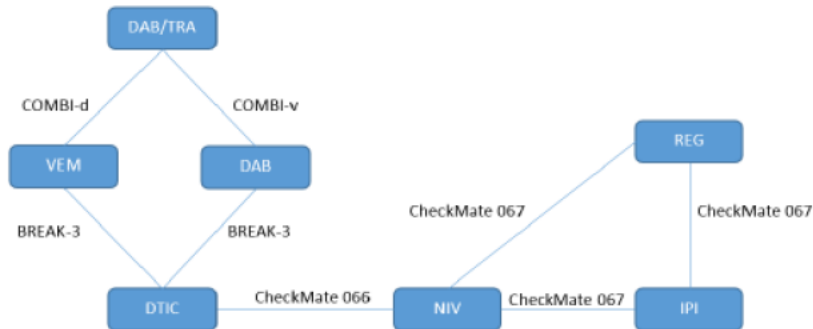 DAB/TRA
COMBI-d
COMBI-v
VEM
DAB
REG
BREAK-3
BREAK-3
CheckMate 067
CheckMate 067
DTIC
CheckMate 066
NIV
CheckMate 067
IPI